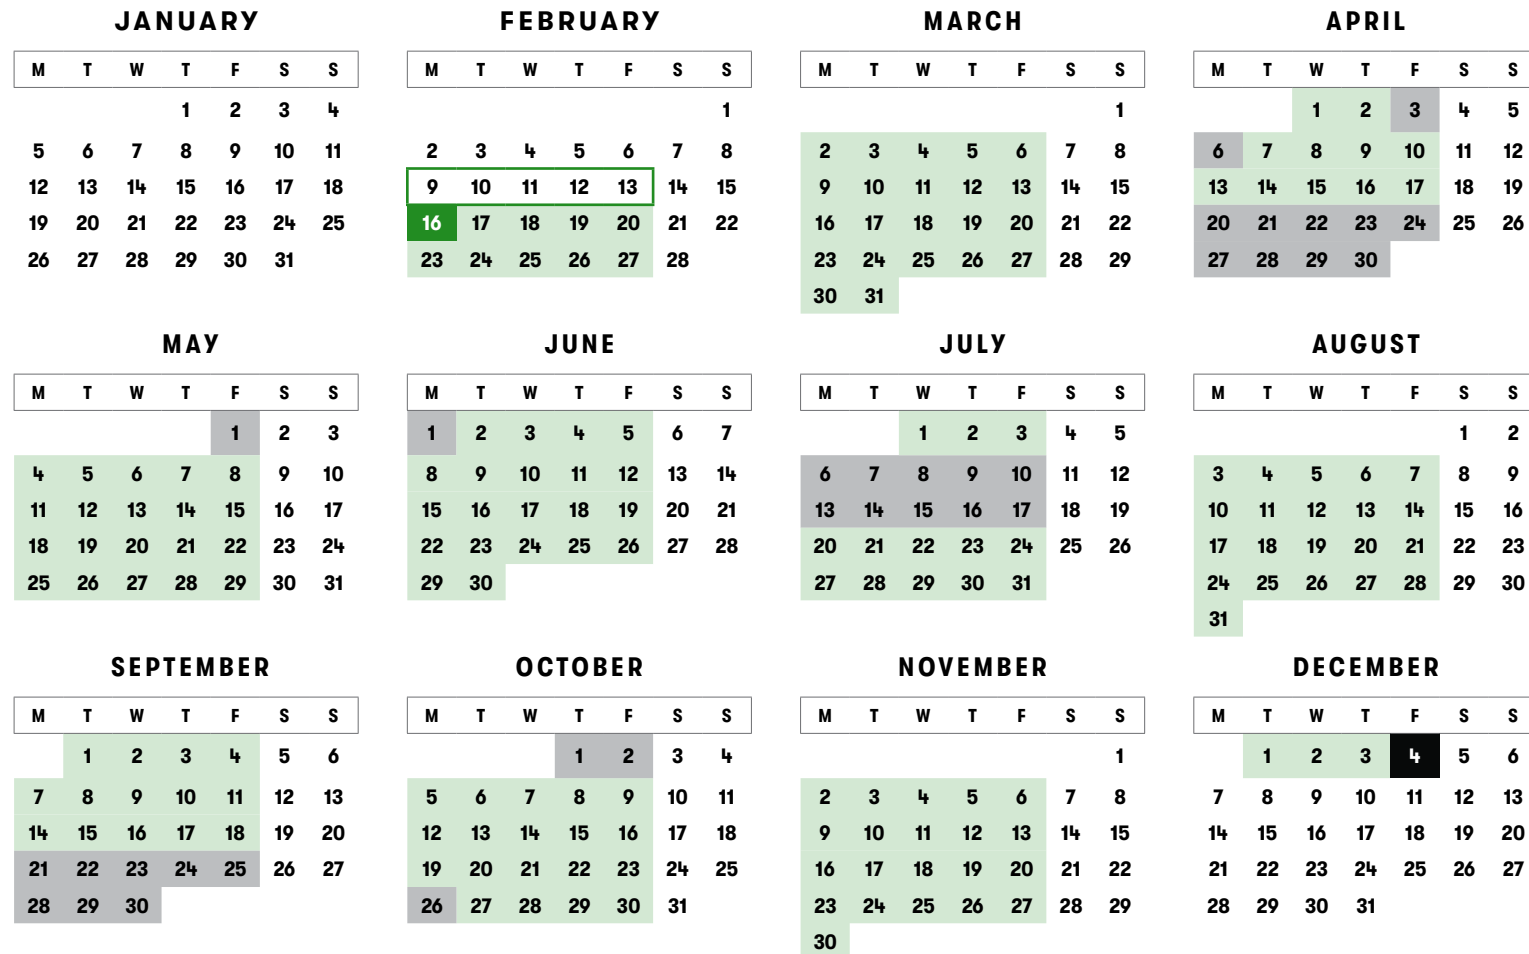 JANUARY FEBRUARY MARCH APRIL
M T W T F S S M T W T F S S M T W T F S S M T W T F S S
1 2 3 4 1 1 1 2 3 4 5
5 6 7 8 9 10 11 2 3 4 5 6 7 8 2 3 4 5 6 7 8 6 7 8 9 10 11 12
12 13 14 15 16 17 18 9 10 11 12 13 14 15 9 10 11 12 13 14 15 13 14 15 16 17 18 19
19 20 21 22 23 24 25 16 17 18 19 20 21 22 16 17 18 19 20 21 22 20 21 22 23 24 25 26
26 27 28 29 30 31 23 24 25 26 27 28 23 24 25 26 27 28 29 27 28 29 30
30 31
MAY JUNE JULY AUGUST
M T W T F S S M T W T F S S M T W T F S S M T W T F S S
1 2 3 1 2 3 4 5 6 7 1 2 3 4 5 1 2
4 5 6 7 8 9 10 8 9 10 11 12 13 14 6 7 8 9 10 11 12 3 4 5 6 7 8 9
11 12 13 14 15 16 17 15 16 17 18 19 20 21 13 14 15 16 17 18 19 10 11 12 13 14 15 16
18 19 20 21 22 23 24 22 23 24 25 26 27 28 20 21 22 23 24 25 26 17 18 19 20 21 22 23
25 26 27 28 29 30 31 29 30 27 28 29 30 31 24 25 26 27 28 29 30
31
SEPTEMBER OCTOBER NOVEMBER DECEMBER
M T W T F S S M T W T F S S M T W T F S S M T W T F S S
1 2 3 4 5 6 1 2 3 4 1 1 2 3 4 5 6
7 8 9 10 11 12 13 5 6 7 8 9 10 11 2 3 4 5 6 7 8 7 8 9 10 11 12 13
14 15 16 17 18 19 20 12 13 14 15 16 17 18 9 10 11 12 13 14 15 14 15 16 17 18 19 20
21 22 23 24 25 26 27 19 20 21 22 23 24 25 16 17 18 19 20 21 22 21 22 23 24 25 26 27
28 29 30 26 27 28 29 30 31 23 24 25 26 27 28 29 28 29 30 31
30